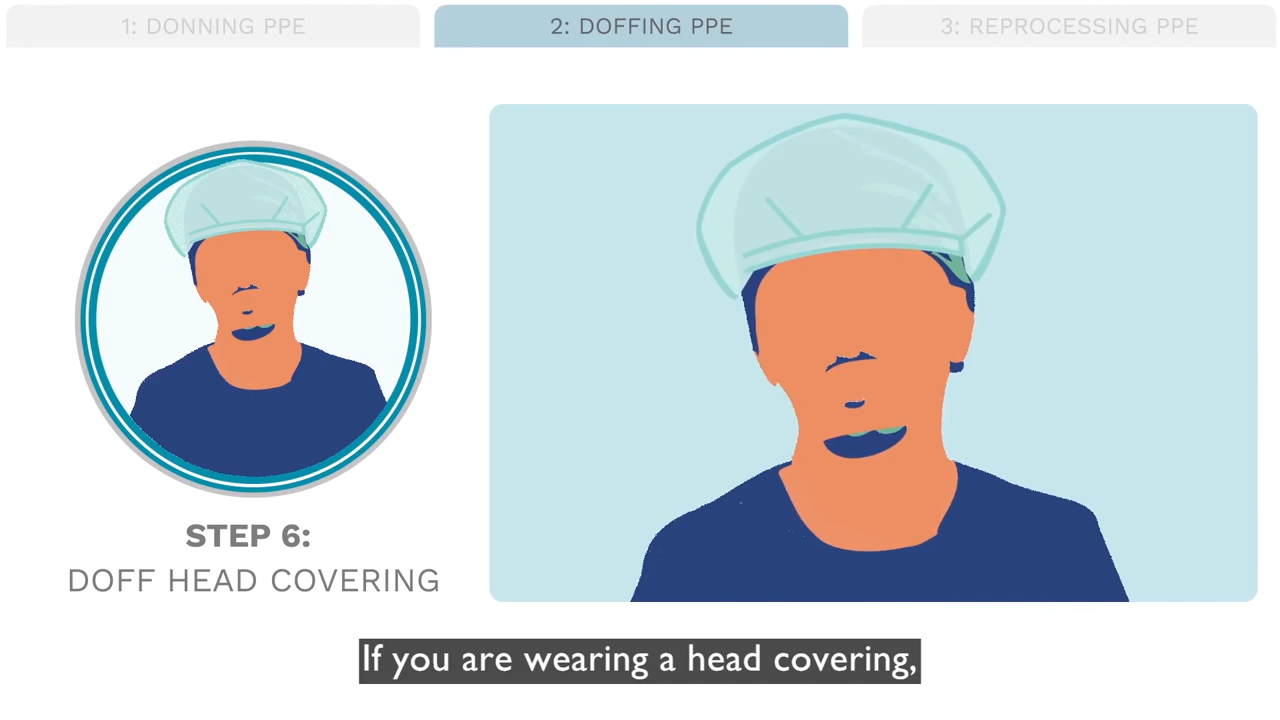 1: DONNING PPE
2: DOFFING PPE
3: REPROCESSING PPE
STEP 6:
DOFF HEAD COVERING
If you are wearing a head covering,